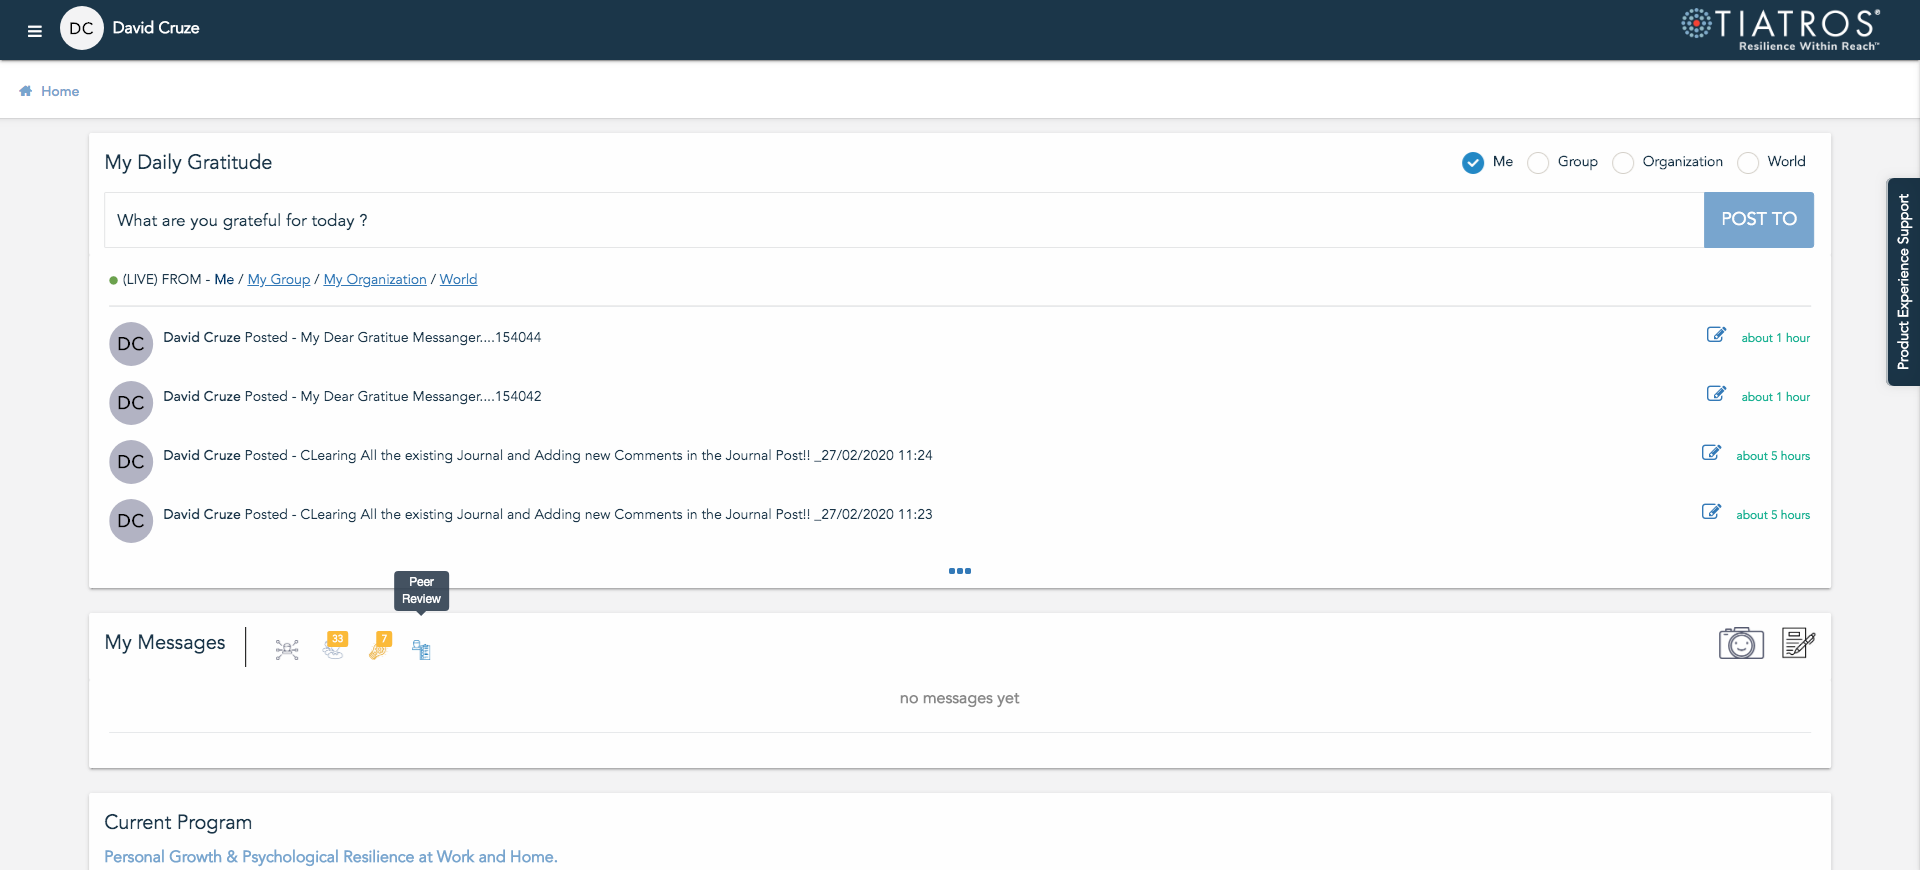 DC David Cruze
TIATROS®
Resilience Within Reach™
Home
My Daily Gratitude
Me Group Organization World
What are you grateful for today ?
POST TO
Product Experience Support
(LIVE) FROM - Me / My Group / My Organization / World
DC David Cruze Posted - My Dear Gratitue Messanger....154044 about 1 hour
DC David Cruze Posted - My Dear Gratitue Messanger....154042 about 1 hour
DC David Cruze Posted - CLearing All the existing Journal and Adding new Comments in the Journal Post!! _27/02/2020 11:24 about 5 hours
DC David Cruze Posted - CLearing All the existing Journal and Adding new Comments in the Journal Post!! _27/02/2020 11:23 about 5 hours
Peer
Review
My Messages 33 7
no messages yet
Current Program
Personal Growth & Psychological Resilience at Work and Home.